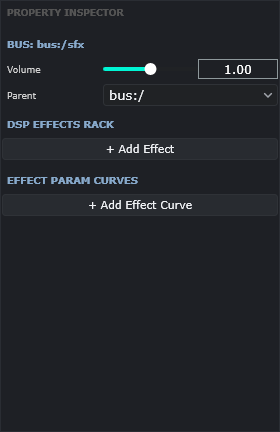 PROPERTY INSPECTOR
BUS: bus:/sfx
Volume 1.00
Parent bus:/
DSP EFFECTS RACK
+ Add Effect
EFFECT PARAM CURVES
+ Add Effect Curve